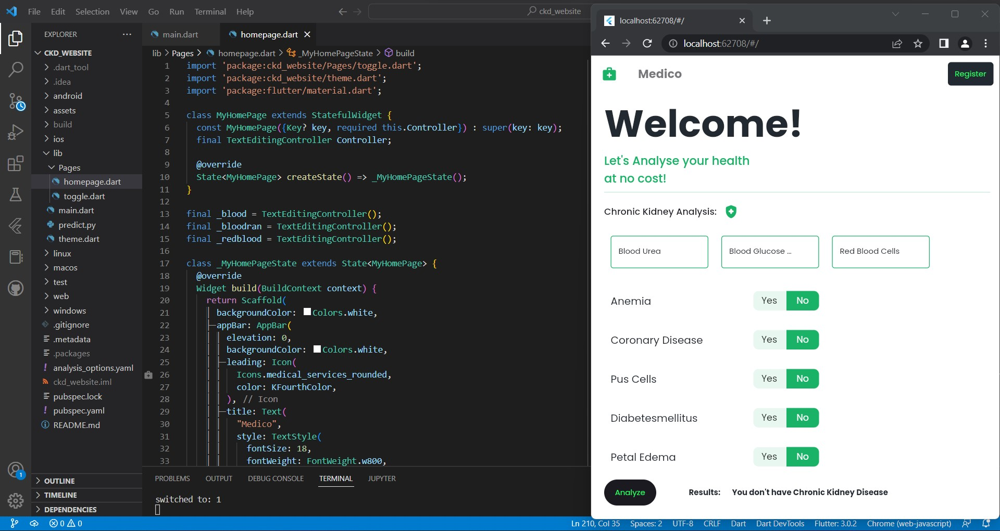 File Edit Selection View Go Run Terminal Help
ckd_website
EXPLORER
CKD_WEBSITE
.dart_tool
.idea
android
assets
build
ios
lib
Pages
homepage.dart
toggle.dart
main.dart
predict.py
theme.dart
linux
macos
test
web
windows
.gitignore
.metadata
.packages
analysis_options.yaml
ckd_website.iml
pubspec.lock
pubspec.yaml
README.md
OUTLINE
TIMELINE
DEPENDENCIES
1
main.dart homepage.dart
lib > Pages > homepage.dart > _MyHomePageState > build
1 import 'package:ckd_website/Pages/toggle.dart';
2 import 'package:ckd_website/theme.dart';
3 import 'package:flutter/material.dart';
4
5 class MyHomePage extends StatefulWidget {
6 const MyHomePage({Key? key, required this.Controller}) : super(key: key);
7 final TextEditingController Controller;
8
9 @override
10 State<MyHomePage> createState() => _MyHomePageState();
11 }
12
13 final _blood = TextEditingController();
14 final _bloodran = TextEditingController();
15 final _redblood = TextEditingController();
16
17 class _MyHomePageState extends State<MyHomePage> {
18 @override
19 Widget build(BuildContext context) {
20 return Scaffold(
21 backgroundColor: Colors.white,
22 appBar: AppBar(
23 elevation: 0,
24 backgroundColor: Colors.white,
25 leading: Icon(
26 Icons.medical_services_rounded,
27 color: KFourthColor,
28 ), // Icon
29 title: Text(
30 "Medico",
31 style: TextStyle(
32 fontSize: 18,
33 fontWeight: FontWeight.w800,
PROBLEMS OUTPUT DEBUG CONSOLE TERMINAL JUPYTER
switched to: 1
0 0
Ln 210, Col 35 Spaces: 2 UTF-8 CRLF Dart Dart DevTools Flutter: 3.0.2 Chrome (web-javascript)
localhost:62708/#/
localhost:62708/#/
Medico
Register
Welcome!
Let's Analyse your health
at no cost!
Chronic Kidney Analysis:
Blood Urea Blood Glucose ... Red Blood Cells
Anemia Yes No
Coronary Disease Yes No
Pus Cells Yes No
Diabetesmellitus Yes No
Petal Edema Yes No
Analyze Results: You don't have Chronic Kidney Disease